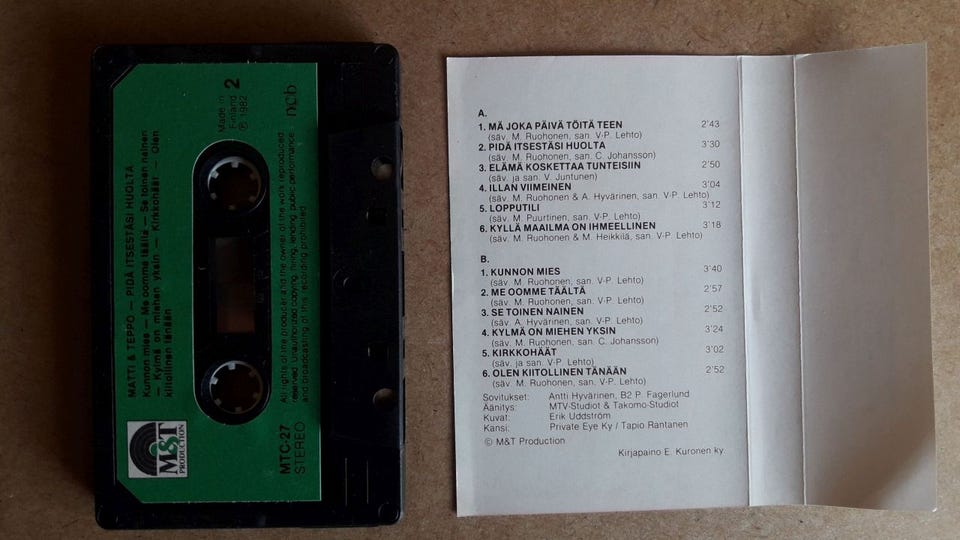 MATTI & TEPPO — PIDÄ ITSESTÄSI HUOLTA
Kunnon mies — Me oomme täältä — Se toinen nainen
— Kylmä on miehen yksin — Kirkkohäät — Olen
kiitollinen tänään
Made in
Finland
Ⓟ 1982
2
ncb
All rights of the producer and the owner of the work reproduced
reserved. Unauthorized copying, hiring, lending, public performance
and broadcasting of this recording prohibited
M&T
PRODUCTION
MTC-27
STEREO
A.
1. MÄ JOKA PÄIVÄ TÖITÄ TEEN 2'43
(säv. M. Ruohonen, san. V-P. Lehto)
2. PIDÄ ITSESTÄSI HUOLTA 3'30
(säv. M. Ruohonen, san. C. Johansson)
3. ELÄMÄ KOSKETTAA TUNTEISIIN 2'50
(säv. ja san. V. Juntunen)
4. ILLAN VIIMEINEN 3'04
(säv. M. Ruohonen & A. Hyvärinen, san. V-P. Lehto)
5. LOPPUTILI 3'12
(säv. M. Puurtinen, san. V-P. Lehto)
6. KYLLÄ MAAILMA ON IHMEELLINEN 3'18
(säv. M. Ruohonen & M. Heikkilä, san. V-P. Lehto)
B.
1. KUNNON MIES 3'40
(säv. M. Ruohonen, san. V-P. Lehto)
2. ME OOMME TÄÄLTÄ 2'57
(säv. M. Ruohonen, san. V-P. Lehto)
3. SE TOINEN NAINEN 2'52
(säv. A. Hyvärinen, san. V-P. Lehto)
4. KYLMÄ ON MIEHEN YKSIN 3'24
(säv. M. Ruohonen, san. C. Johansson)
5. KIRKKOHÄÄT 3'02
(säv. ja san. V-P. Lehto)
6. OLEN KIITOLLINEN TÄNÄÄN 2'52
(säv. M. Ruohonen, san. V-P. Lehto)
Sovitukset: Antti Hyvärinen, B2 P. Fagerlund
Äänitys: MTV-Studiot & Takomo-Studiot
Kuvat: Erik Uddström
Kansi: Private Eye Ky / Tapio Rantanen
© M&T Production
Kirjapaino E. Kuronen ky.